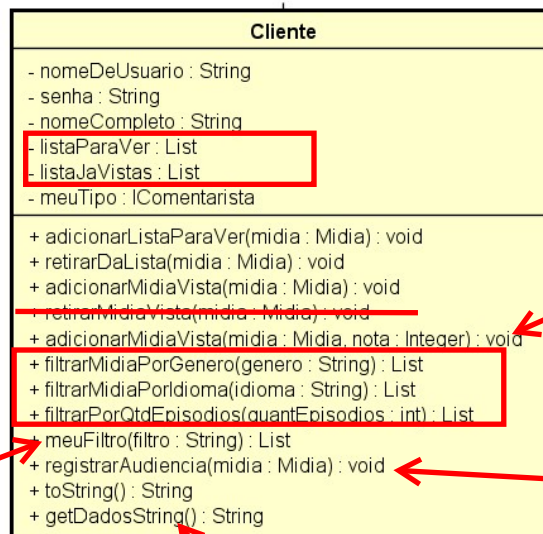 Cliente
- nomeDeUsuario : String
- senha : String
- nomeCompleto : String
- listaParaVer : List
- listaJaVistas : List
- meuTipo : IComentarista
+ adicionarListaParaVer(midia : Midia) : void
+ retirarDaLista(midia : Midia) : void
+ adicionarMidiaVista(midia : Midia) : void
+ retirarMidiaVista(midia : Midia) : void
+ adicionarMidiaVista(midia : Midia, nota : Integer) : void
+ filtrarMidiaPorGenero(genero : String) : List
+ filtrarMidiaPorIdioma(idioma : String) : List
+ filtrarPorQtdEpisodios(quantEpisodios : int) : List
+ meuFiltro(filtro : String) : List
+ registrarAudiencia(midia : Midia) : void
+ toString() : String
+ getDadosString() : String